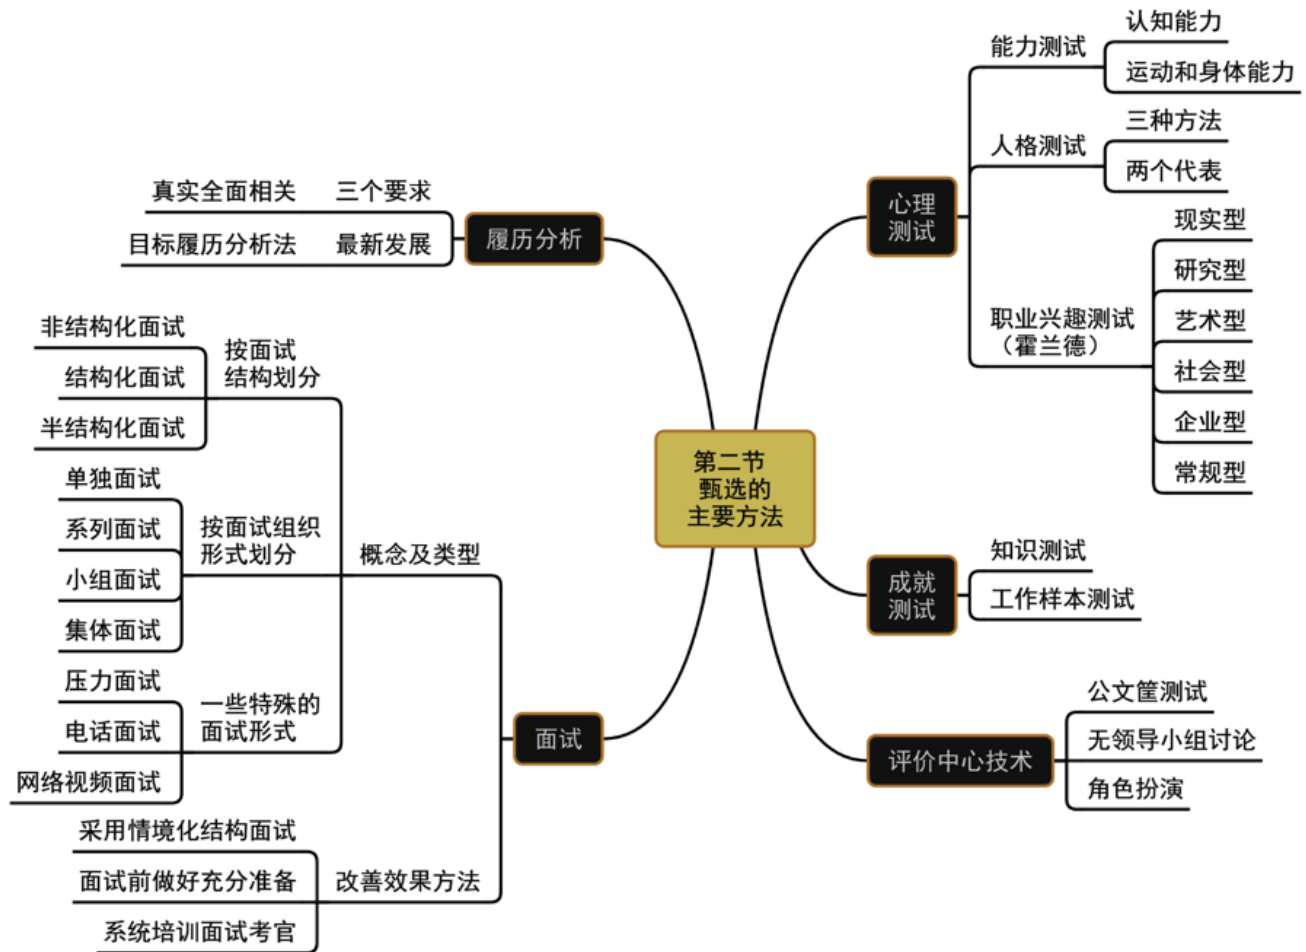 第二节
甄选的
主要方法
心理
测试
能力测试
认知能力
运动和身体能力
人格测试
三种方法
两个代表
职业兴趣测试
（霍兰德）
现实型
研究型
艺术型
社会型
企业型
常规型
成就
测试
知识测试
工作样本测试
评价中心技术
公文筐测试
无领导小组讨论
角色扮演
履历分析
三个要求
真实全面相关
最新发展
目标履历分析法
面试
概念及类型
按面试
结构划分
非结构化面试
结构化面试
半结构化面试
按面试组织
形式划分
单独面试
系列面试
小组面试
集体面试
一些特殊的
面试形式
压力面试
电话面试
网络视频面试
改善效果方法
采用情境化结构面试
面试前做好充分准备
系统培训面试考官